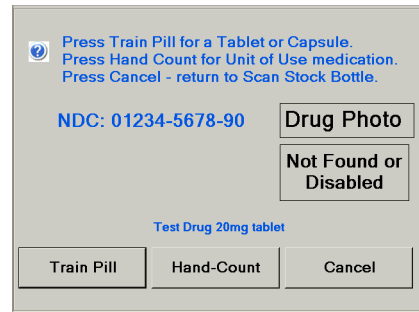 Press Train Pill for a Tablet or Capsule.
Press Hand Count for Unit of Use medication.
Press Cancel - return to Scan Stock Bottle.
NDC: 01234-5678-90
Drug Photo
Not Found or
Disabled
Test Drug 20mg tablet
Train Pill
Hand-Count
Cancel